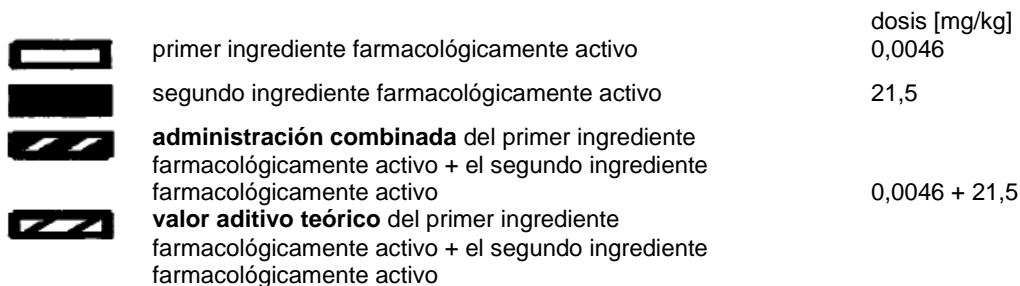 dosis [mg/kg]
primer ingrediente farmacológicamente activo 0,0046
segundo ingrediente farmacológicamente activo 21,5
administración combinada del primer ingrediente
farmacológicamente activo + el segundo ingrediente
farmacológicamente activo 0,0046 + 21,5
valor aditivo teórico del primer ingrediente
farmacológicamente activo + el segundo ingrediente
farmacológicamente activo